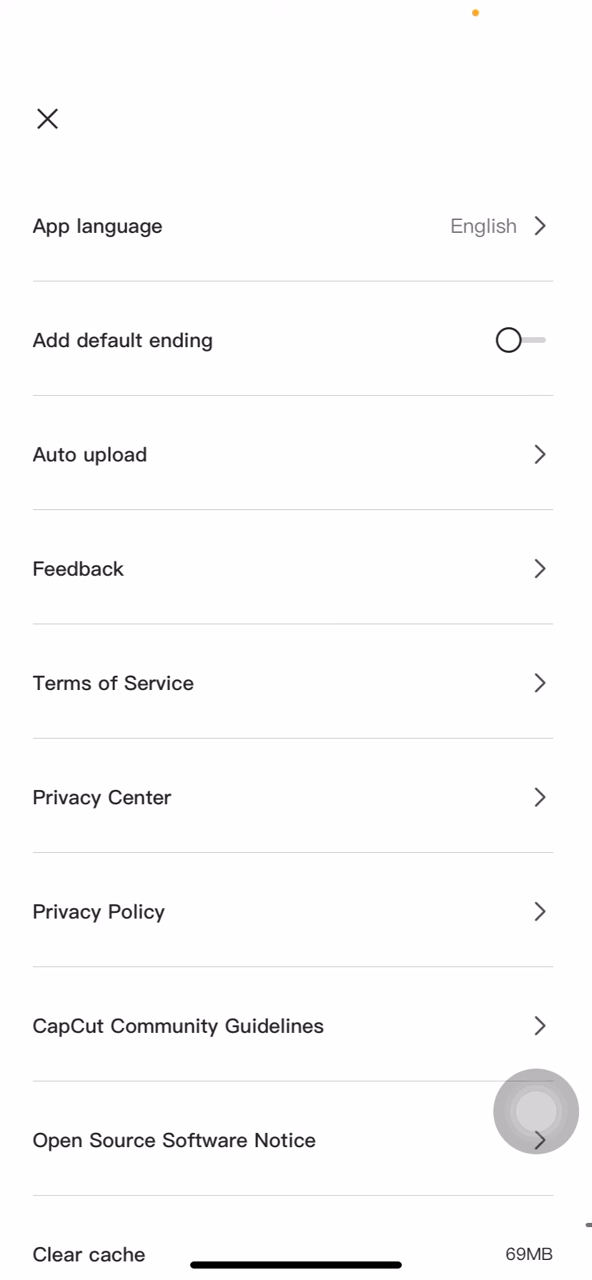 App language English
Add default ending
Auto upload
Feedback
Terms of Service
Privacy Center
Privacy Policy
CapCut Community Guidelines
Open Source Software Notice
Clear cache 69MB